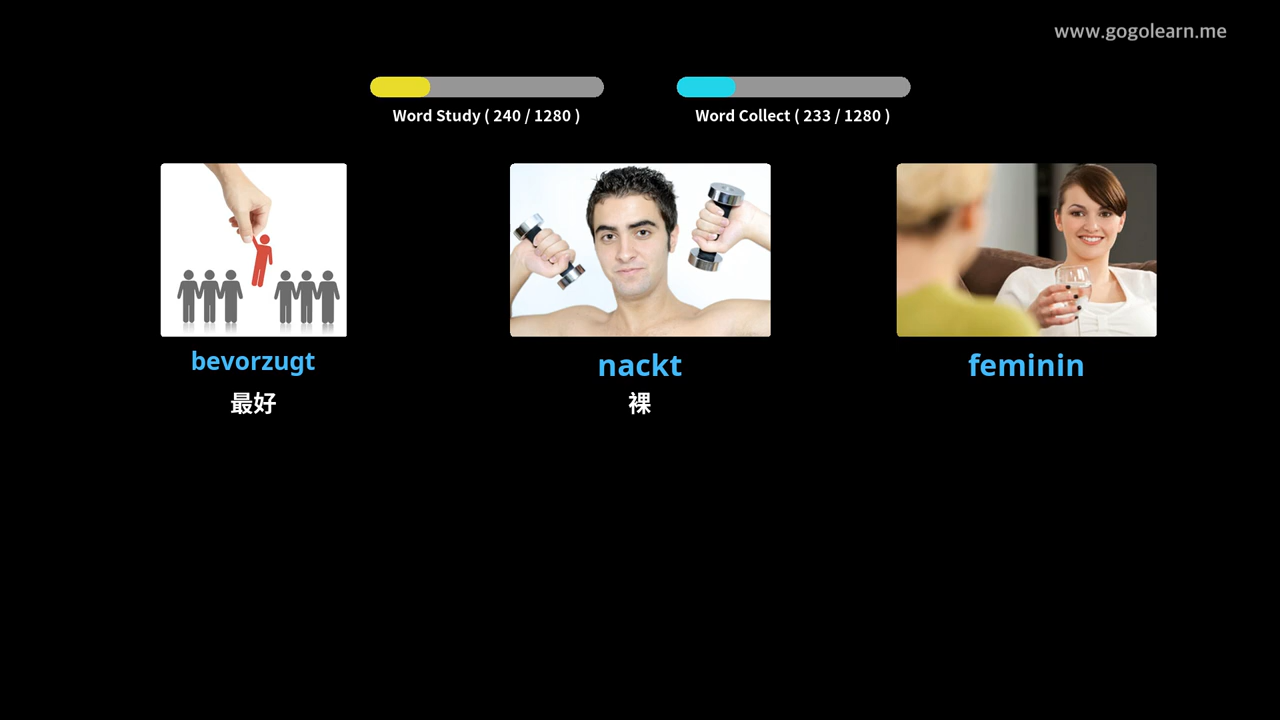 www.gogolearn.me
Word Study ( 240 / 1280 )
Word Collect ( 233 / 1280 )
bevorzugt
最好
nackt
裸
feminin